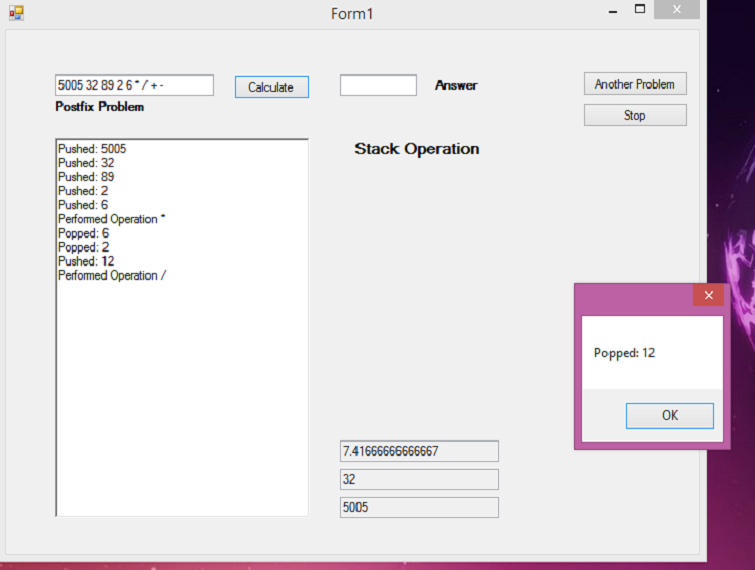 Form1
5005 32 89 2 6 * / + -
Calculate
Answer
Another Problem
Postfix Problem
Stop
Stack Operation
Pushed: 5005
Pushed: 32
Pushed: 89
Pushed: 2
Pushed: 6
Performed Operation *
Popped: 6
Popped: 2
Pushed: 12
Performed Operation /
Popped: 12
OK
7.41666666666667
32
5005